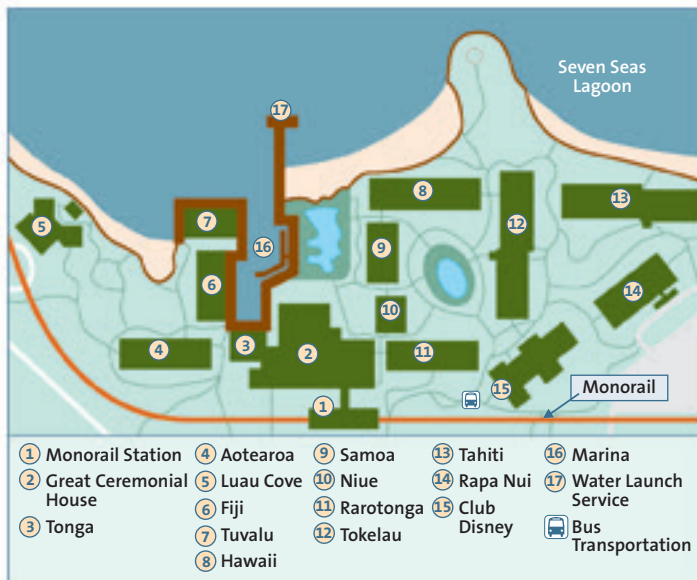 Seven Seas
Lagoon
17
8
5
7
13
12
16
9
6
14
10
3
4
2
11
15
Monorail
1
1 Monorail Station
2 Great Ceremonial
House
3 Tonga
4 Aotearoa
5 Luau Cove
6 Fiji
7 Tuvalu
8 Hawaii
9 Samoa
10 Niue
11 Rarotonga
12 Tokelau
13 Tahiti
14 Rapa Nui
15 Club
Disney
16 Marina
17 Water Launch
Service
Bus
Transportation